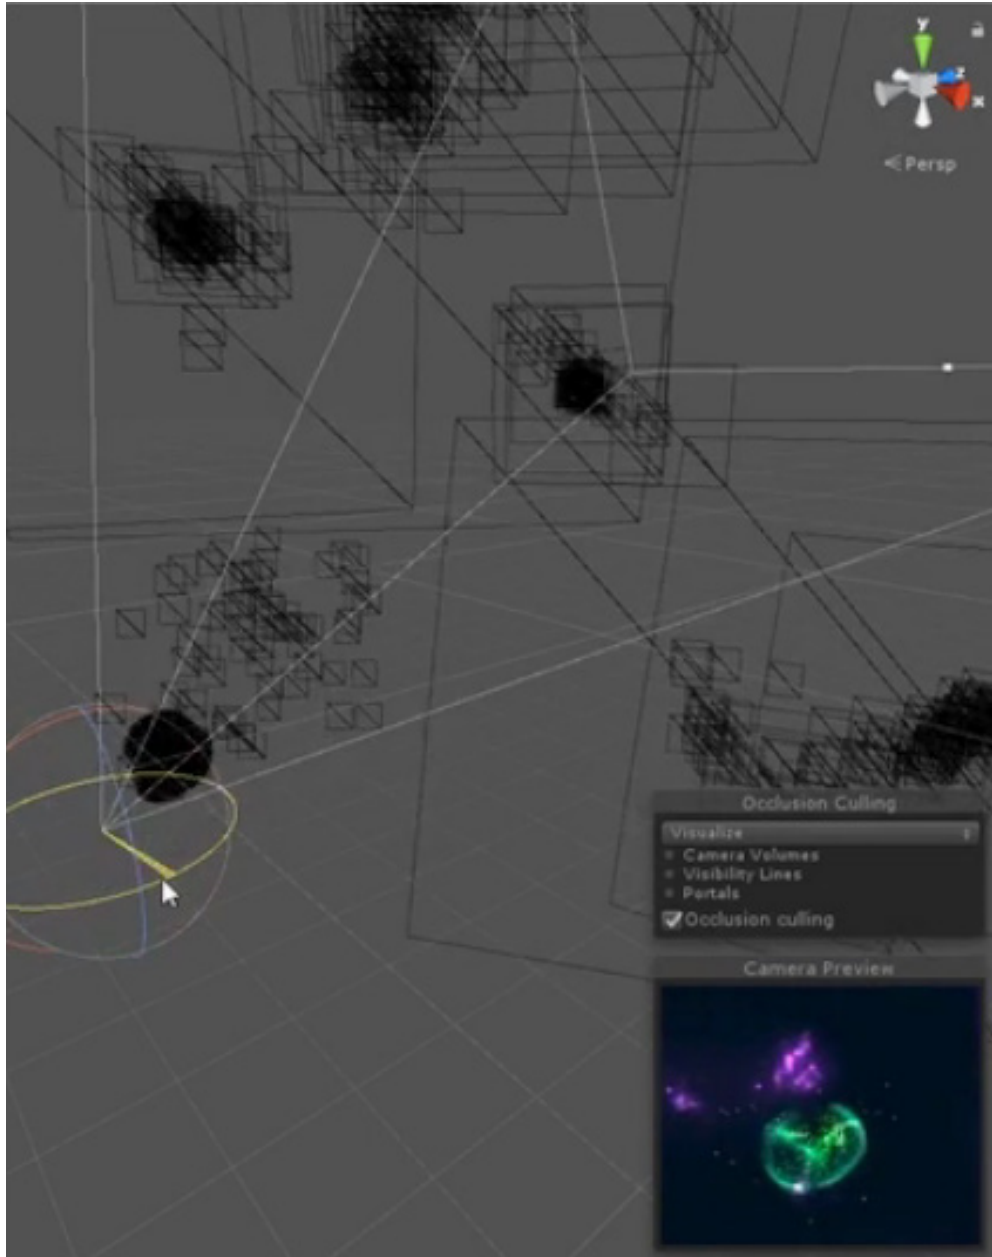 y
z
x
Persp
Occlusion Culling
Visualize
Camera Volumes
Visibility Lines
Portals
Occlusion culling
Camera Preview